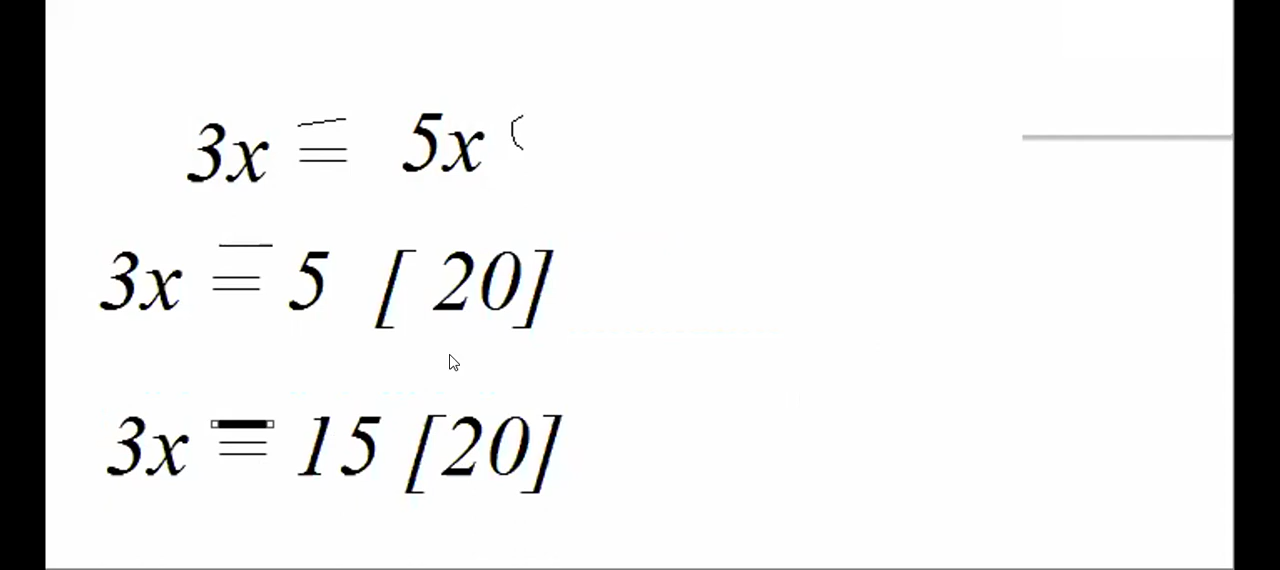 3x ≡ 5x (
3x ≡ 5 [ 20]
3x ≡ 15 [20]